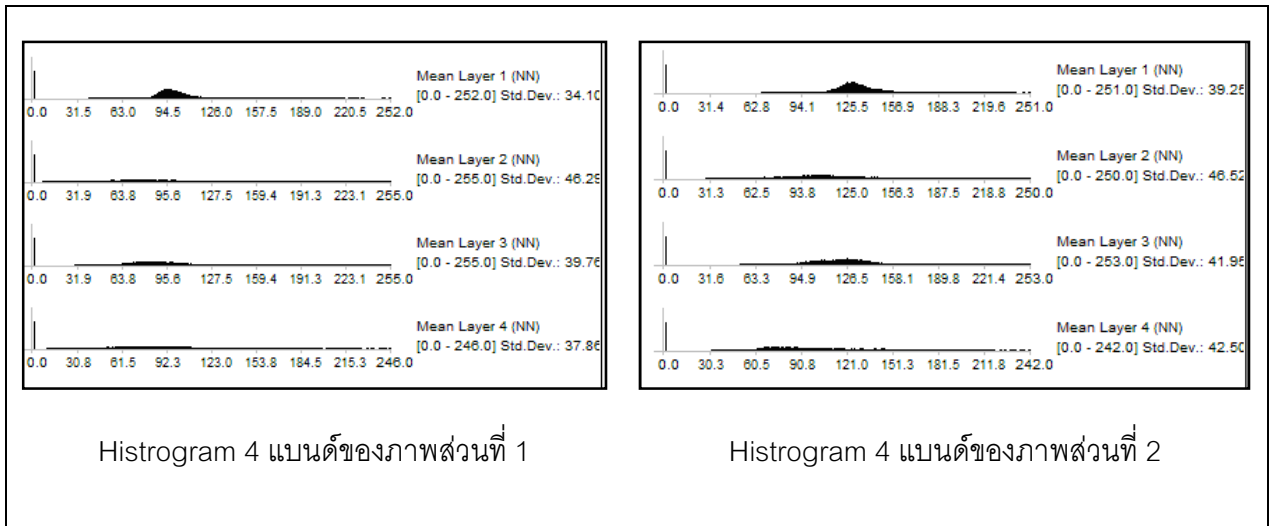 Mean Layer 1 (NN)
[0.0 - 252.0] Std.Dev.: 34.10
0.0 31.5 63.0 94.5 126.0 157.5 189.0 220.5 252.0
Mean Layer 2 (NN)
[0.0 - 255.0] Std.Dev.: 46.29
0.0 31.9 63.8 95.6 127.5 159.4 191.3 223.1 255.0
Mean Layer 3 (NN)
[0.0 - 255.0] Std.Dev.: 39.76
0.0 31.9 63.8 95.6 127.5 159.4 191.3 223.1 255.0
Mean Layer 4 (NN)
[0.0 - 246.0] Std.Dev.: 37.86
0.0 30.8 61.5 92.3 123.0 153.8 184.5 215.3 246.0
Histrogram 4 แบนด์ของภาพส่วนที่ 1
Mean Layer 1 (NN)
[0.0 - 251.0] Std.Dev.: 39.25
0.0 31.4 62.8 94.1 125.5 156.9 188.3 219.6 251.0
Mean Layer 2 (NN)
[0.0 - 250.0] Std.Dev.: 46.52
0.0 31.3 62.5 93.8 125.0 156.3 187.5 218.8 250.0
Mean Layer 3 (NN)
[0.0 - 253.0] Std.Dev.: 41.95
0.0 31.6 63.3 94.9 126.5 158.1 189.8 221.4 253.0
Mean Layer 4 (NN)
[0.0 - 242.0] Std.Dev.: 42.50
0.0 30.3 60.5 90.8 121.0 151.3 181.5 211.8 242.0
Histrogram 4 แบนด์ของภาพส่วนที่ 2